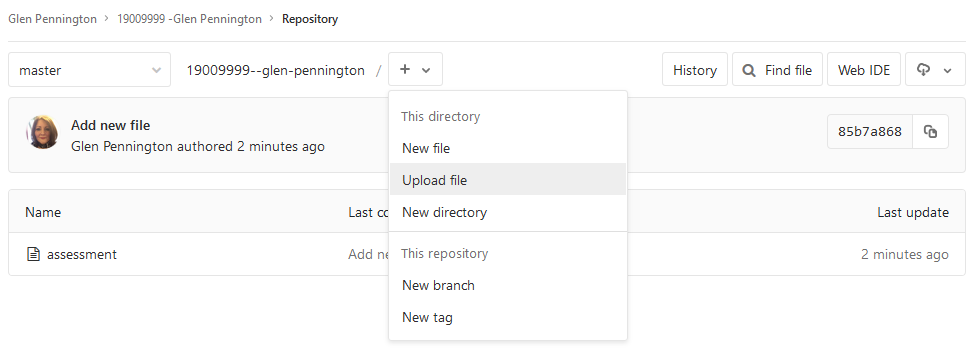 Glen Pennington > 19009999 -Glen Pennington > Repository
master 19009999--glen-pennington / + History Find file Web IDE
This directory
Add new file
85b7a868
Glen Pennington authored 2 minutes ago
New file
Upload file
Name Last co New directory Last update
This repository
assessment Add ne 2 minutes ago
New branch
New tag